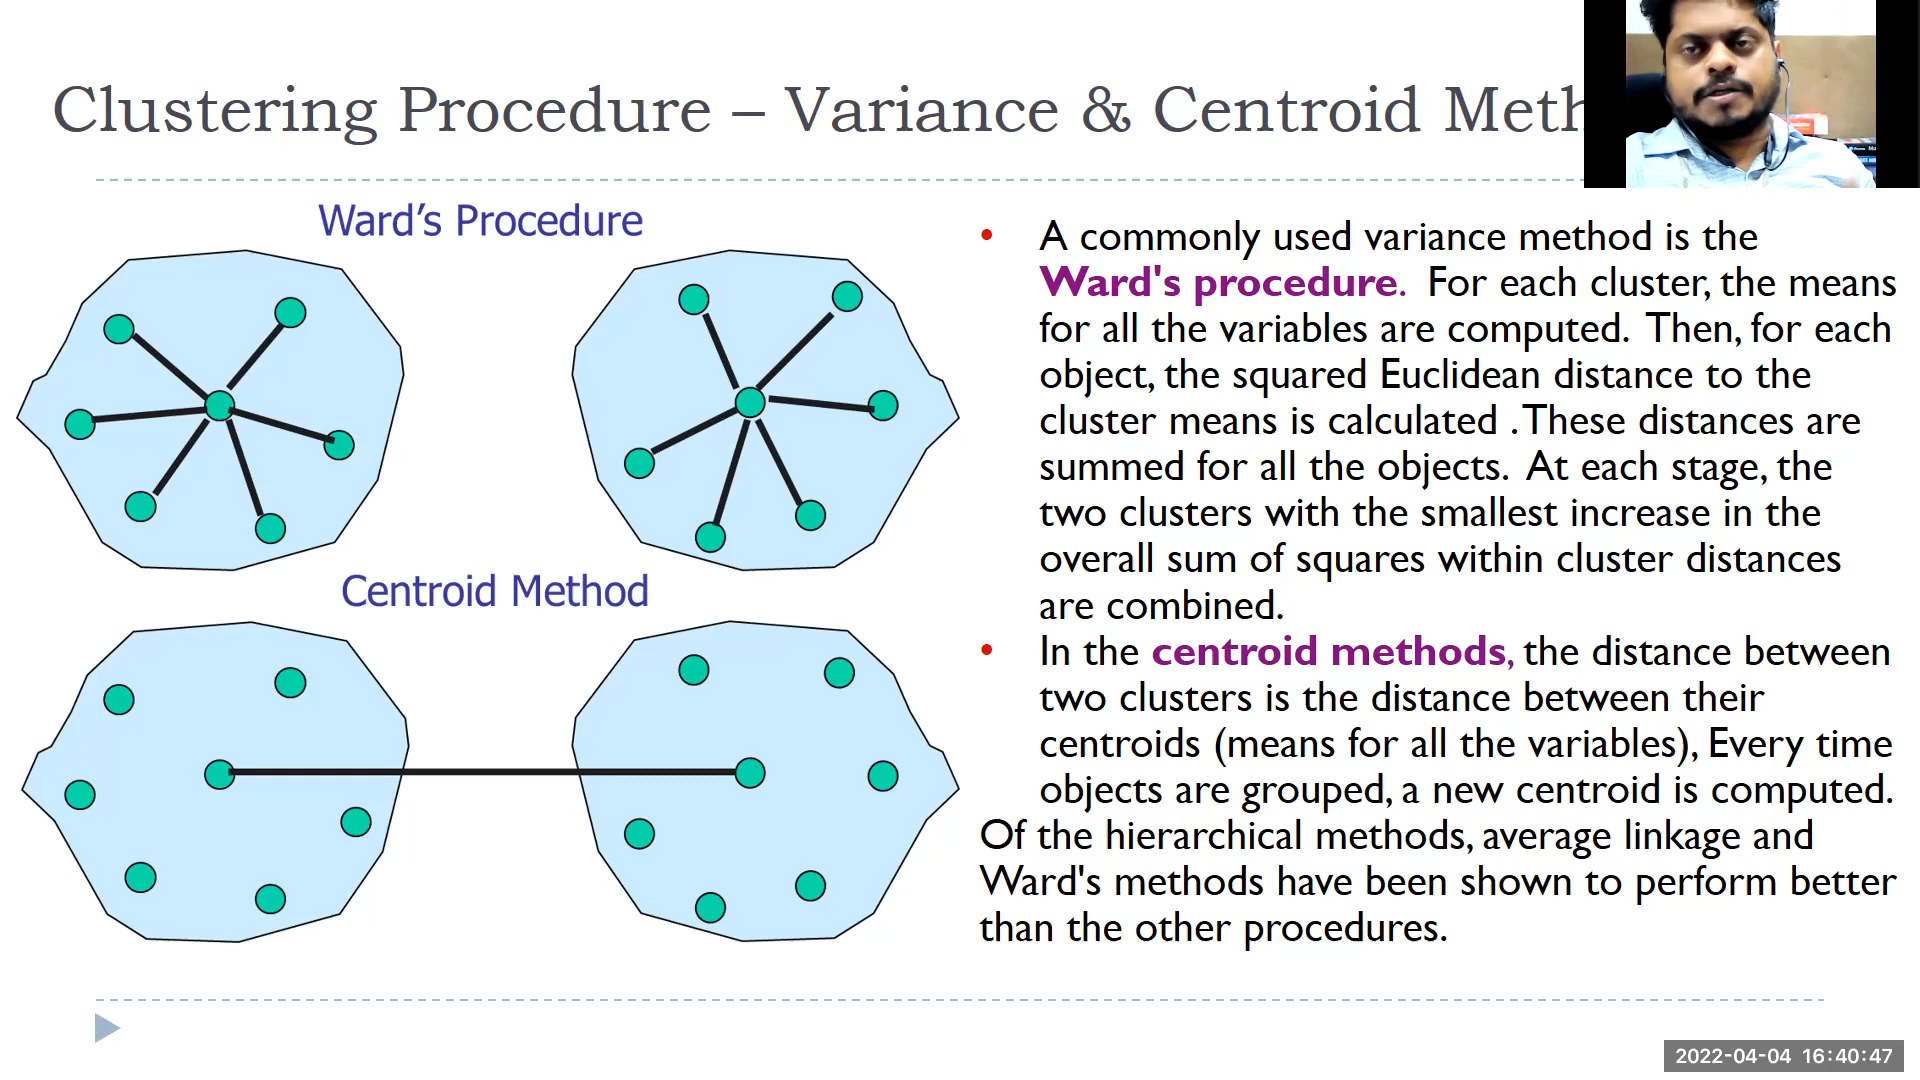 Clustering Procedure – Variance & Centroid Meth
Ward’s Procedure
Centroid Method
• A commonly used variance method is the
Ward's procedure. For each cluster, the means
for all the variables are computed. Then, for each
object, the squared Euclidean distance to the
cluster means is calculated . These distances are
summed for all the objects. At each stage, the
two clusters with the smallest increase in the
overall sum of squares within cluster distances
are combined.
• In the centroid methods, the distance between
two clusters is the distance between their
centroids (means for all the variables), Every time
objects are grouped, a new centroid is computed.
Of the hierarchical methods, average linkage and
Ward's methods have been shown to perform better
than the other procedures.
2022-04-04 16:40:47